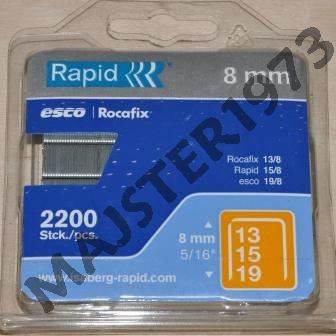 Rapid
8 mm
esco | Rocafix
Rocafix 13/8
Rapid 15/8
esco 19/8
2200
Stck./pcs.
8 mm
5/16"
13
15
19
www.isaberg-rapid.com
MAJSTER1973